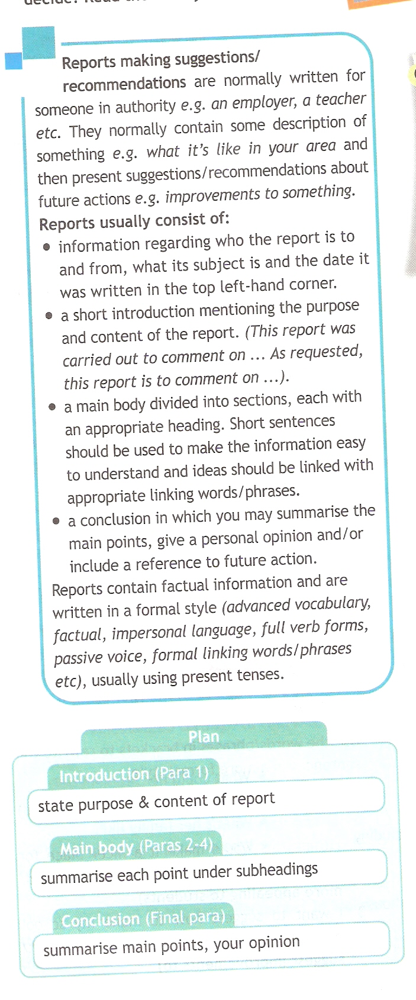 Reports making suggestions/
recommendations are normally written for
someone in authority e.g. an employer, a teacher
etc. They normally contain some description of
something e.g. what it's like in your area and
then present suggestions/recommendations about
future actions e.g. improvements to something.
Reports usually consist of:
• information regarding who the report is to
and from, what its subject is and the date it
was written in the top left-hand corner.
• a short introduction mentioning the purpose
and content of the report. (This report was
carried out to comment on ... As requested,
this report is to comment on ...).
• a main body divided into sections, each with
an appropriate heading. Short sentences
should be used to make the information easy
to understand and ideas should be linked with
appropriate linking words/phrases.
• a conclusion in which you may summarise the
main points, give a personal opinion and/or
include a reference to future action.
Reports contain factual information and are
written in a formal style (advanced vocabulary,
factual, impersonal language, full verb forms,
passive voice, formal linking words/phrases
etc), usually using present tenses.
Plan
Introduction (Para 1)
state purpose & content of report
Main body (Paras 2-4)
summarise each point under subheadings
Conclusion (Final para)
summarise main points, your opinion